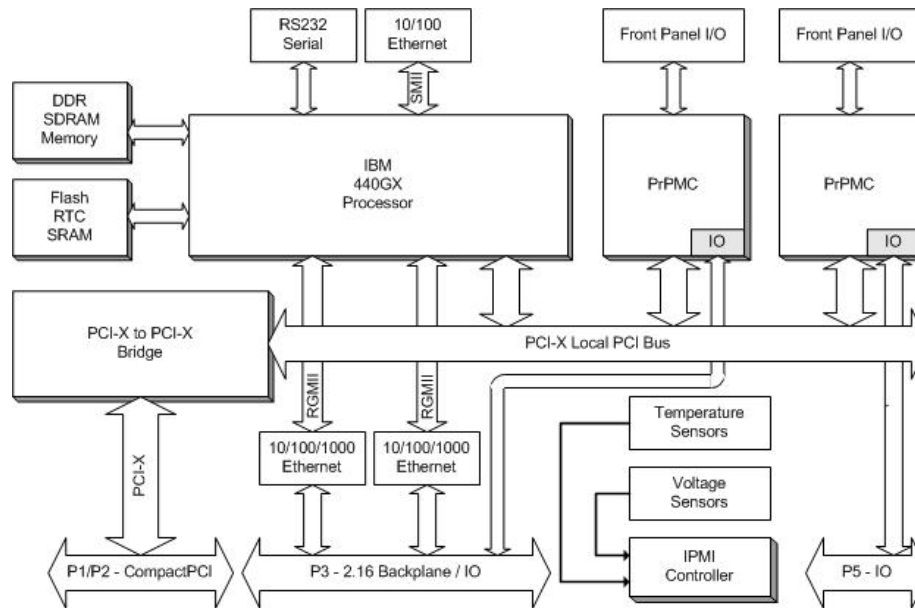 RS232
Serial
10/100
Ethernet
Front Panel I/O
Front Panel I/O
SMII
DDR
SDRAM
Memory
IBM
440GX
Processor
PrPMC
IO
PrPMC
IO
Flash
RTC
SRAM
PCI-X to PCI-X
Bridge
PCI-X Local PCI Bus
RGMII
RGMII
10/100/1000
Ethernet
10/100/1000
Ethernet
Temperature
Sensors
Voltage
Sensors
PCI-X
P1/P2 - CompactPCI
P3 - 2.16 Backplane / IO
IPMI
Controller
P5 - IO